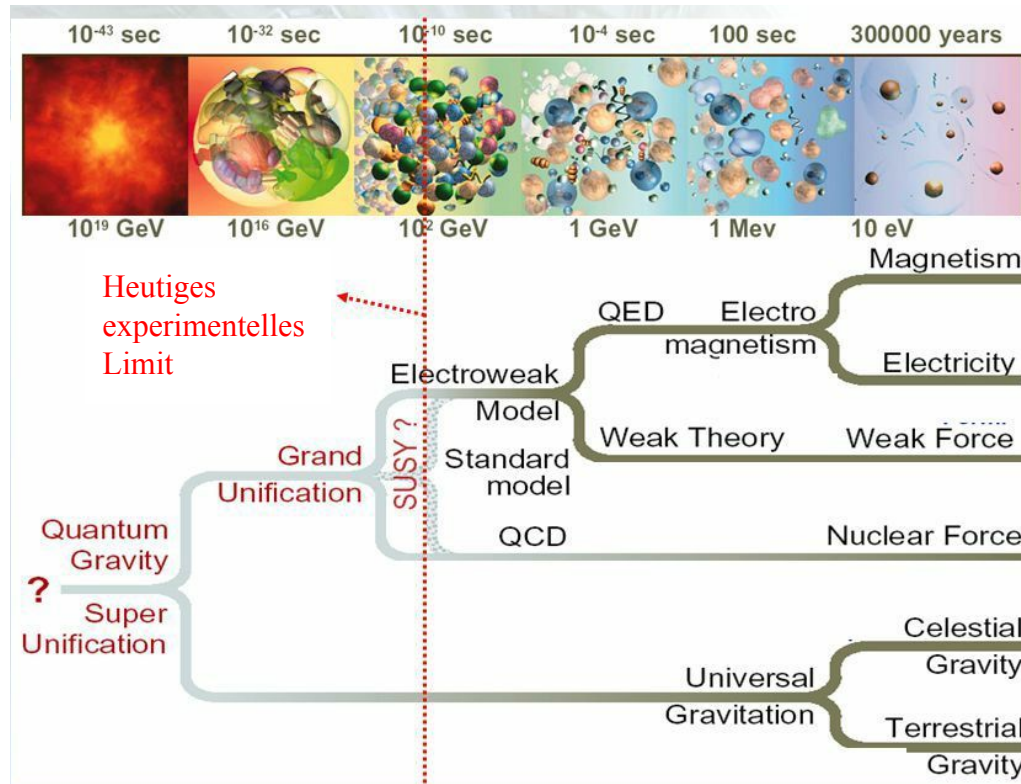 10⁻⁴³ sec 10⁻³² sec 10⁻¹⁰ sec 10⁻⁴ sec 100 sec 300000 years
10¹⁹ GeV 10¹⁶ GeV 10² GeV 1 GeV 1 Mev 10 eV
Heutiges
experimentelles
Limit
Magnetism
QED Electro
magnetism
Electricity
Electroweak
Model
Weak Theory Weak Force
SUSY ?
Grand
Unification
Standard
model
QCD Nuclear Force
Quantum
Gravity
?
Super
Unification
Celestial
Gravity
Universal
Gravitation
Terrestrial
Gravity